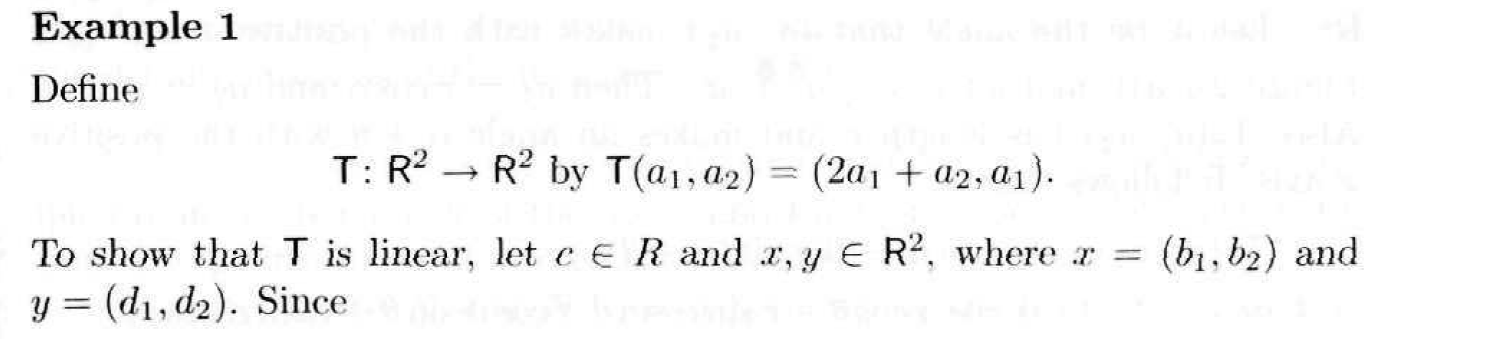 Example 1
Define
T: R² → R² by T(a₁, a₂) = (2a₁ + a₂, a₁).
To show that T is linear, let c ∈ R and x, y ∈ R², where x = (b₁, b₂) and
y = (d₁, d₂). Since